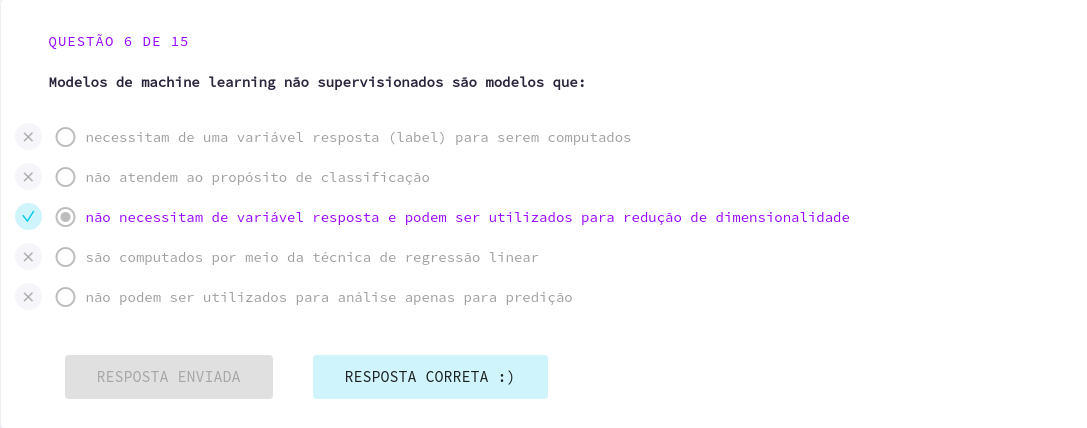 QUESTÃO 6 DE 15
Modelos de machine learning não supervisionados são modelos que:
necessitam de uma variável resposta (label) para serem computados
não atendem ao propósito de classificação
não necessitam de variável resposta e podem ser utilizados para redução de dimensionalidade
são computados por meio da técnica de regressão linear
não podem ser utilizados para análise apenas para predição
RESPOSTA ENVIADA
RESPOSTA CORRETA :)